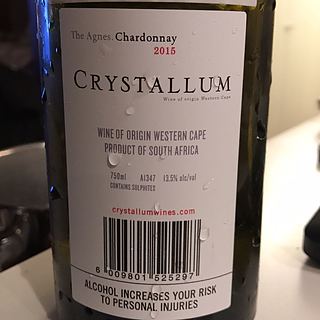 The Agnes. Chardonnay
2015
CRYSTALLUM
Wine of origin Western Cape
WINE OF ORIGIN WESTERN CAPE
PRODUCT OF SOUTH AFRICA
750ml A1347 13.5% alc/vol
CONTAINS SULPHITES
crystallumwines.com
6 009801 525297
ALCOHOL INCREASES YOUR RISK
TO PERSONAL INJURIES